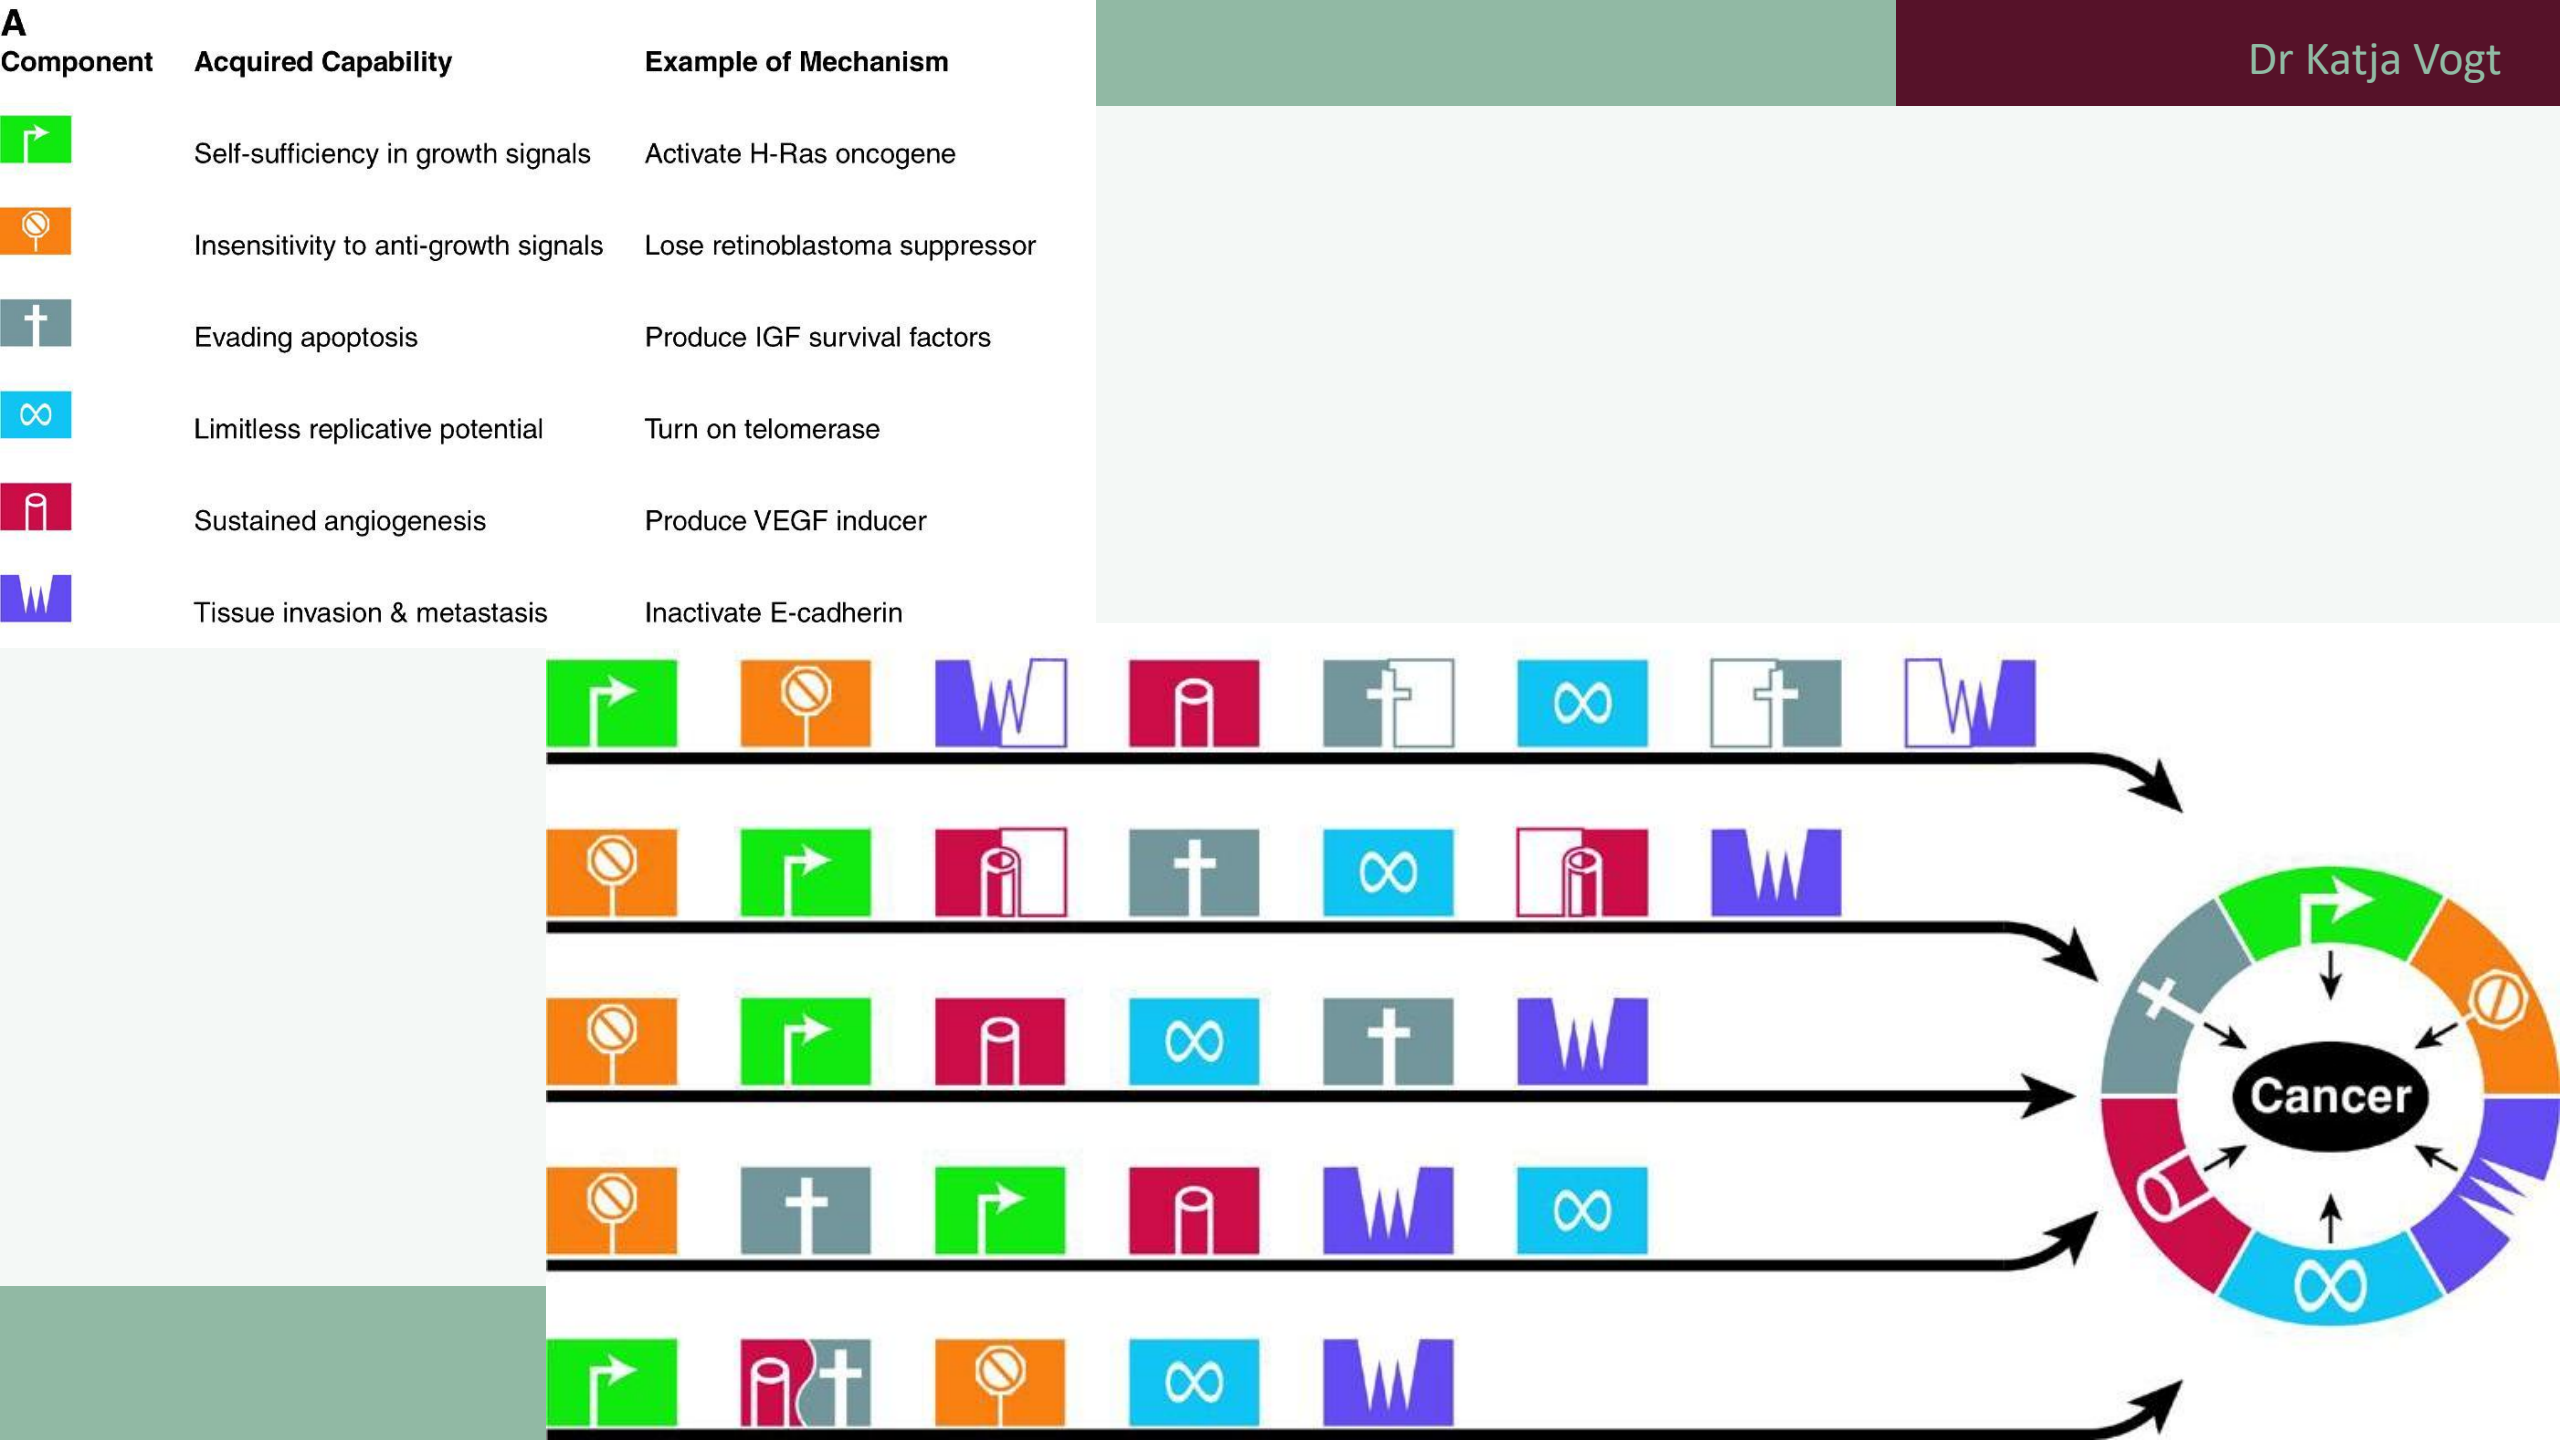 A
Component Acquired Capability Example of Mechanism
Dr Katja Vogt
Self-sufficiency in growth signals Activate H-Ras oncogene
Insensitivity to anti-growth signals Lose retinoblastoma suppressor
Evading apoptosis Produce IGF survival factors
Limitless replicative potential Turn on telomerase
Sustained angiogenesis Produce VEGF inducer
Tissue invasion & metastasis Inactivate E-cadherin
Cancer